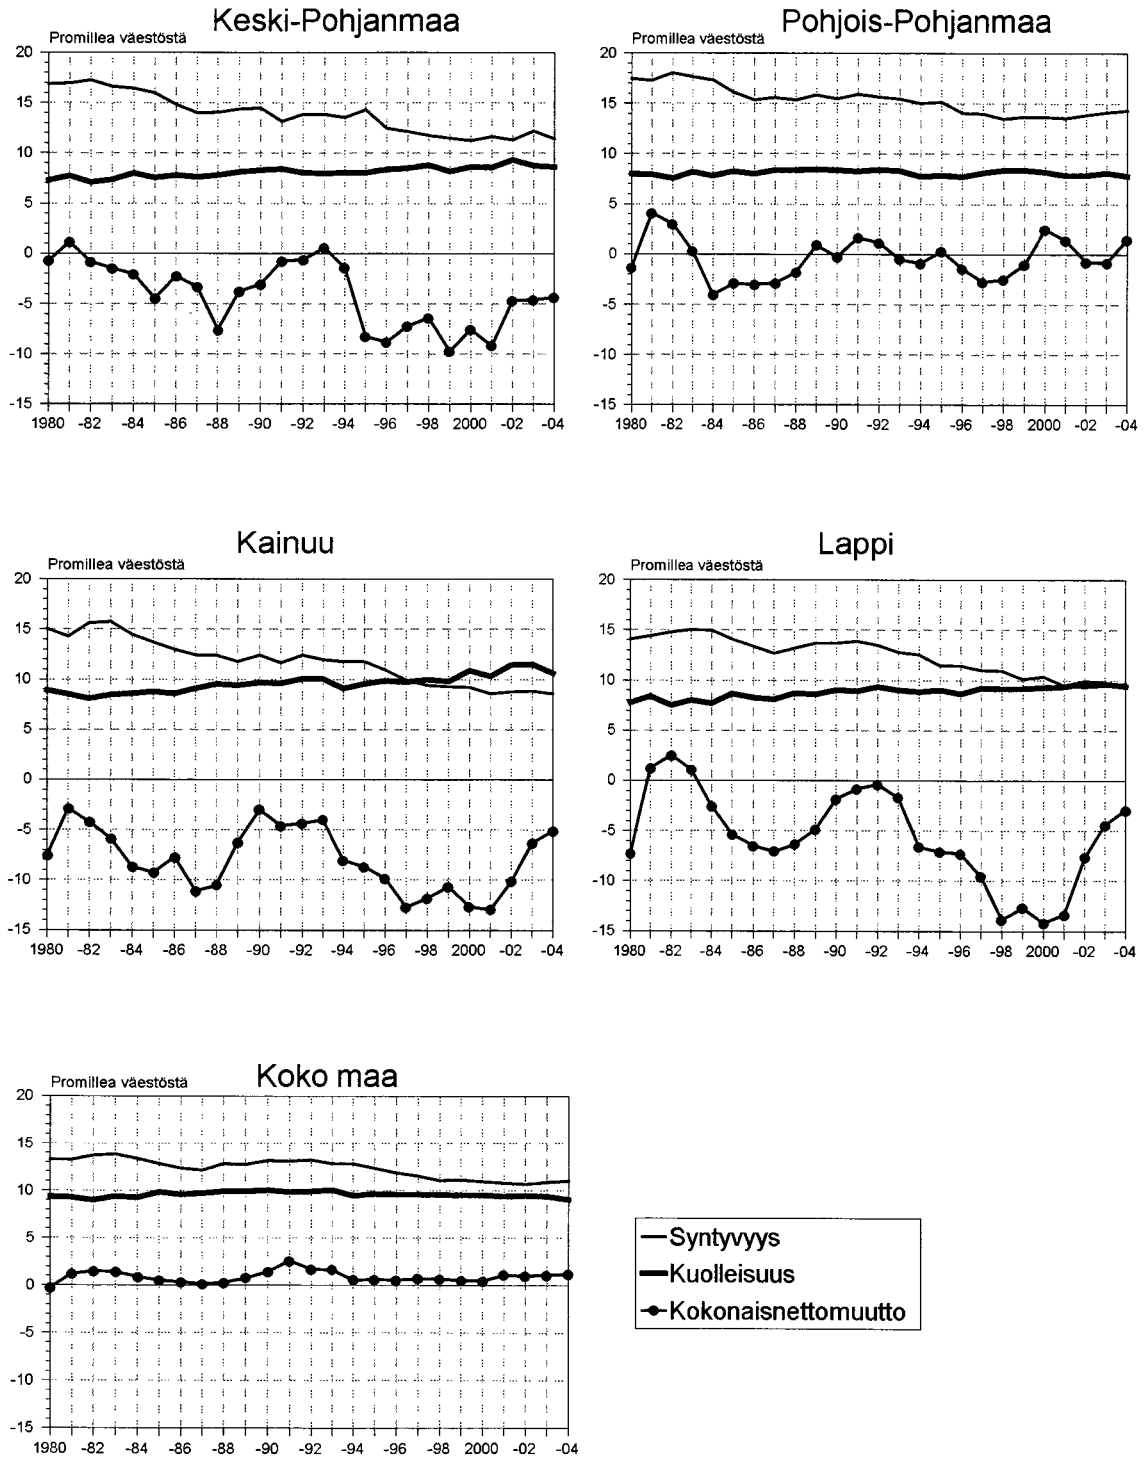 Keski-Pohjanmaa
Promillea väestöstä
20
15
10
5
0
-5
-10
-15
1980 -82 -84 -86 -88 -90 -92 -94 -96 -98 2000 -02 -04
Pohjois-Pohjanmaa
Promillea väestöstä
20
15
10
5
0
-5
-10
-15
1980 -82 -84 -86 -88 -90 -92 -94 -96 -98 2000 -02 -04
Kainuu
Promillea väestöstä
20
15
10
5
0
-5
-10
-15
1980 -82 -84 -86 -88 -90 -92 -94 -96 -98 2000 -02 -04
Lappi
Promillea väestöstä
20
15
10
5
0
-5
-10
-15
1980 -82 -84 -86 -88 -90 -92 -94 -96 -98 2000 -02 -04
Koko maa
Promillea väestöstä
20
15
10
5
0
-5
-10
-15
1980 -82 -84 -86 -88 -90 -92 -94 -96 -98 2000 -02 -04
Syntyvyys
Kuolleisuus
Kokonaisnettomuutto